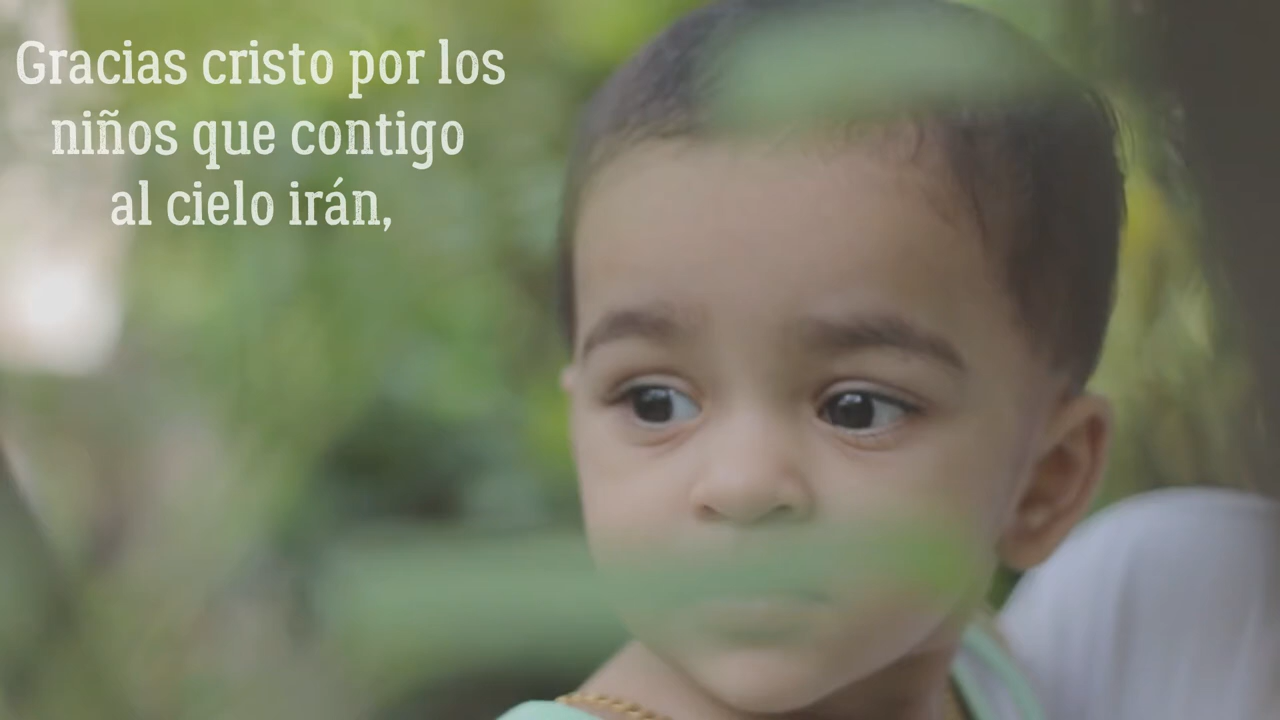 Gracias cristo por los
niños que contigo
al cielo irán,